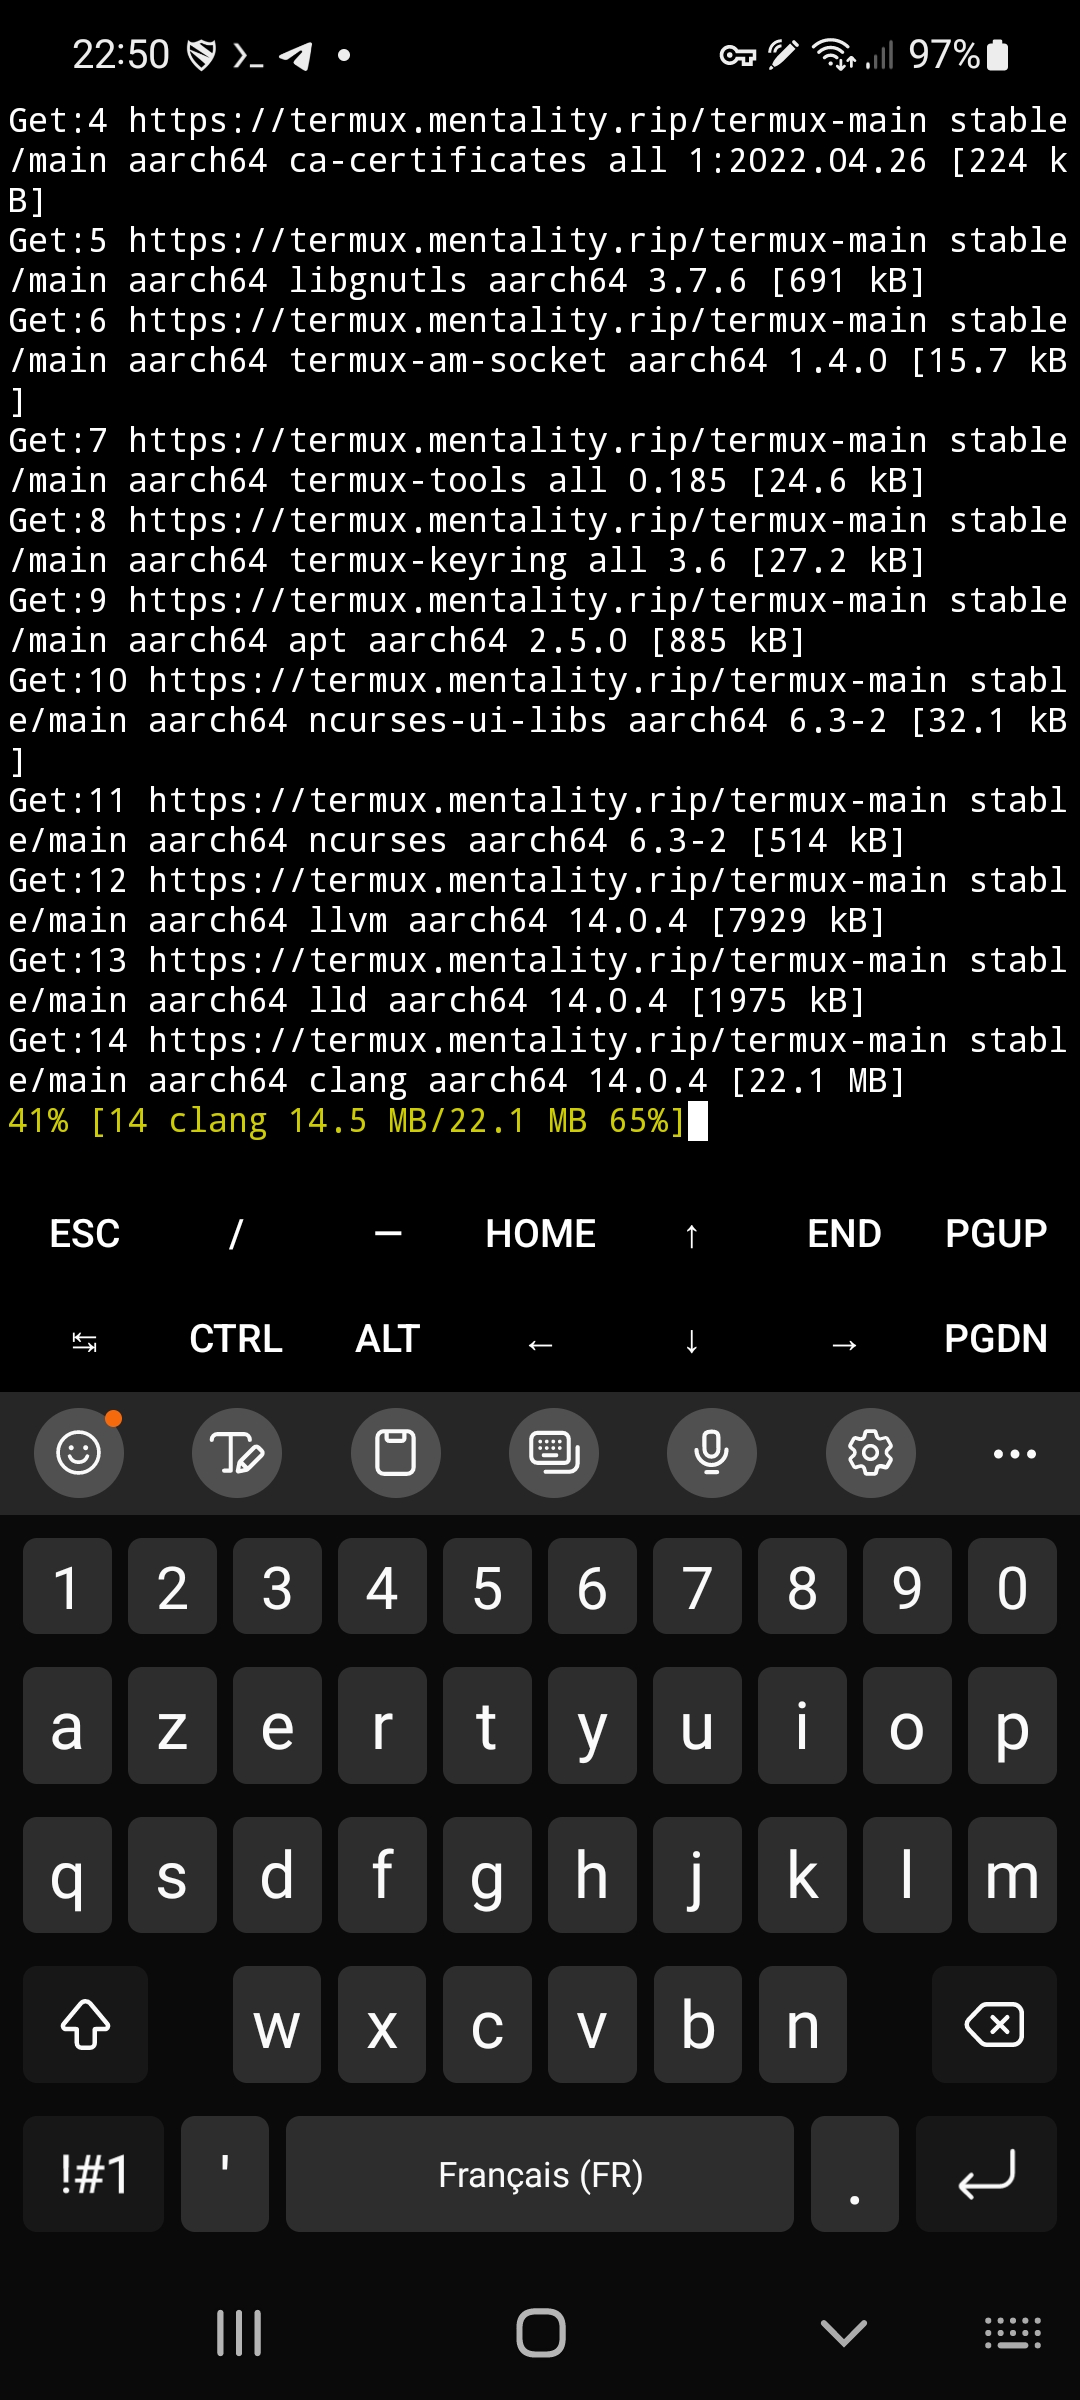 22:50 97%
Get:4 https://termux.mentality.rip/termux-main stable
/main aarch64 ca-certificates all 1:2022.04.26 [224 k
B]
Get:5 https://termux.mentality.rip/termux-main stable
/main aarch64 libgnutls aarch64 3.7.6 [691 kB]
Get:6 https://termux.mentality.rip/termux-main stable
/main aarch64 termux-am-socket aarch64 1.4.0 [15.7 kB
]
Get:7 https://termux.mentality.rip/termux-main stable
/main aarch64 termux-tools all 0.185 [24.6 kB]
Get:8 https://termux.mentality.rip/termux-main stable
/main aarch64 termux-keyring all 3.6 [27.2 kB]
Get:9 https://termux.mentality.rip/termux-main stable
/main aarch64 apt aarch64 2.5.0 [885 kB]
Get:10 https://termux.mentality.rip/termux-main stabl
e/main aarch64 ncurses-ui-libs aarch64 6.3-2 [32.1 kB
]
Get:11 https://termux.mentality.rip/termux-main stabl
e/main aarch64 ncurses aarch64 6.3-2 [514 kB]
Get:12 https://termux.mentality.rip/termux-main stabl
e/main aarch64 llvm aarch64 14.0.4 [7929 kB]
Get:13 https://termux.mentality.rip/termux-main stabl
e/main aarch64 lld aarch64 14.0.4 [1975 kB]
Get:14 https://termux.mentality.rip/termux-main stabl
e/main aarch64 clang aarch64 14.0.4 [22.1 MB]
41% [14 clang 14.5 MB/22.1 MB 65%]
ESC / — HOME ↑ END PGUP
↹ CTRL ALT ← ↓ → PGDN
1 2 3 4 5 6 7 8 9 0
a z e r t y u i o p
q s d f g h j k l m
w x c v b n
!#1 ' Français (FR) .